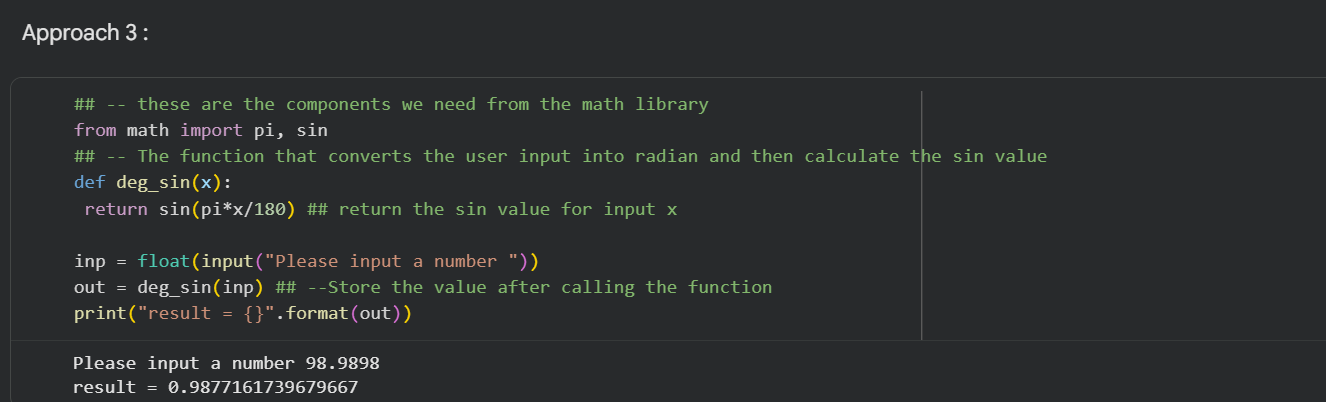 Approach 3 :
## -- these are the components we need from the math library
from math import pi, sin
## -- The function that converts the user input into radian and then calculate the sin value
def deg_sin(x):
 return sin(pi*x/180) ## return the sin value for input x
inp = float(input("Please input a number "))
out = deg_sin(inp) ## --Store the value after calling the function
print("result = {}".format(out))
Please input a number 98.9898
result = 0.9877161739679667